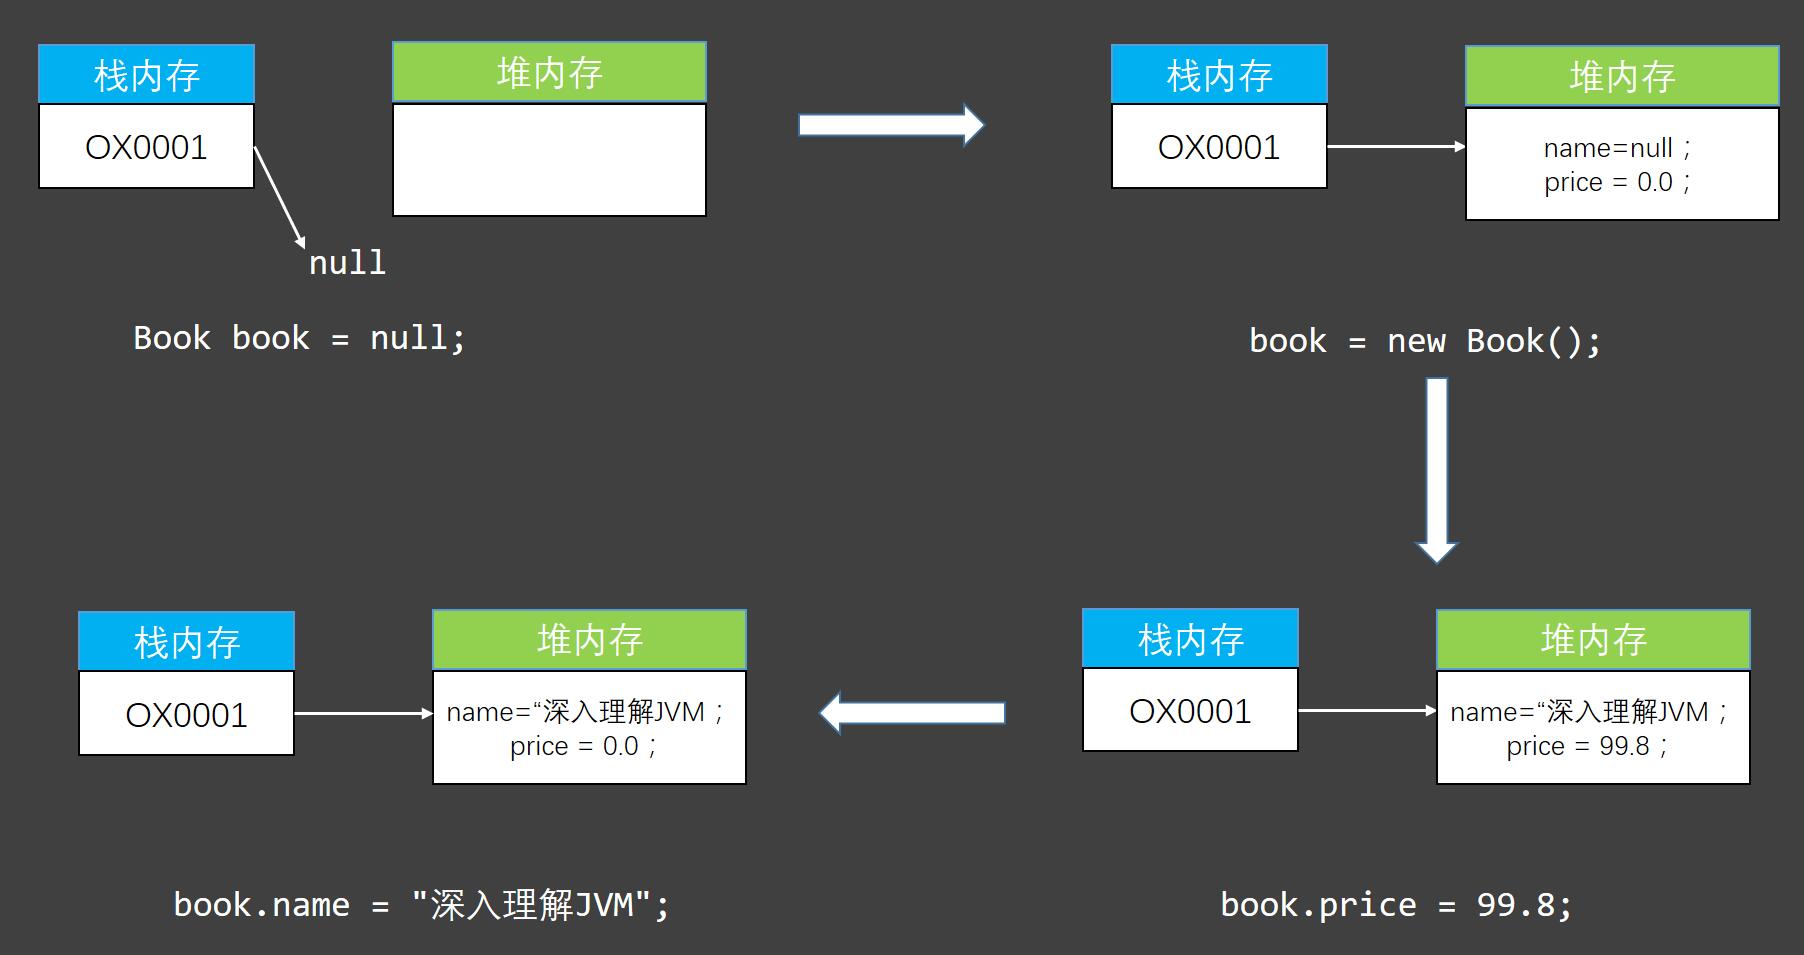 栈内存
堆内存
OX0001
null
Book book = null;
栈内存
堆内存
OX0001
name=null；
price = 0.0；
book = new Book();
栈内存
堆内存
OX0001
name=“深入理解JVM；
price = 0.0；
book.name = "深入理解JVM";
栈内存
堆内存
OX0001
name=“深入理解JVM；
price = 99.8；
book.price = 99.8;